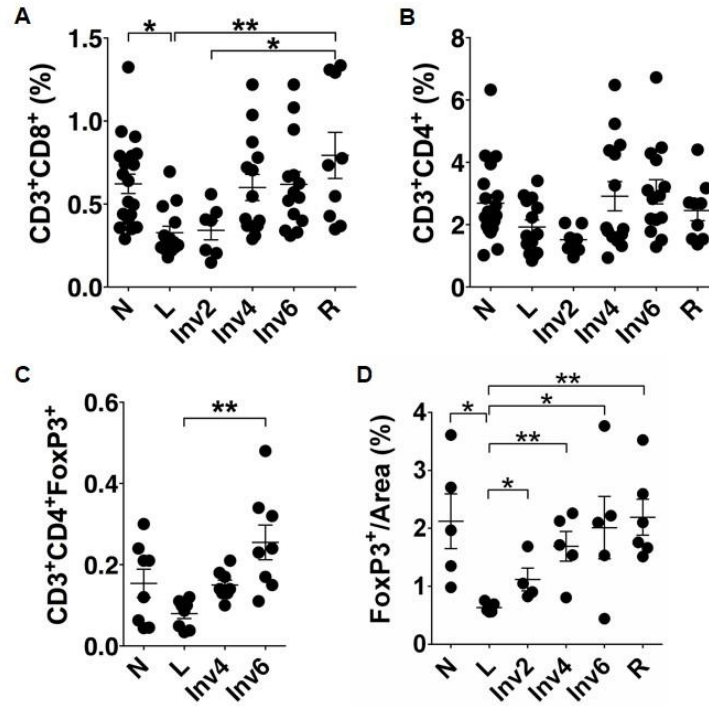 A
CD3⁺CD8⁺ (%)
1.5
1.0
0.5
0.0
* ** *
N L Inv2 Inv4 Inv6 R
B
CD3⁺CD4⁺ (%)
8
6
4
2
0
N L Inv2 Inv4 Inv6 R
C
CD3⁺CD4⁺FoxP3⁺
0.6
0.4
0.2
0.0
**
N L Inv4 Inv6
D
FoxP3⁺/Area (%)
4
3
2
1
0
**
* *
**
*
N L Inv2 Inv4 Inv6 R